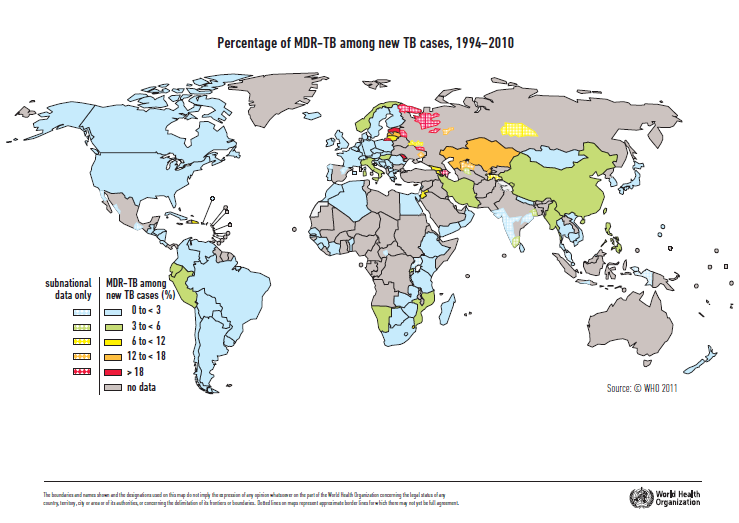 Percentage of MDR-TB among new TB cases, 1994–2010
subnational
data only
MDR-TB among
new TB cases (%)
0 to < 3
3 to < 6
6 to < 12
12 to < 18
> 18
no data
Source: © WHO 2011
The boundaries and names shown and the designations used on this map do not imply the expression of any opinion whatsoever on the part of the World Health Organization concerning the legal status of any
country, territory, city or area or of its authorities, or concerning the delimitation of its frontiers or boundaries. Dotted lines on maps represent approximate border lines for which there may not yet be full agreement.
World Health
Organization